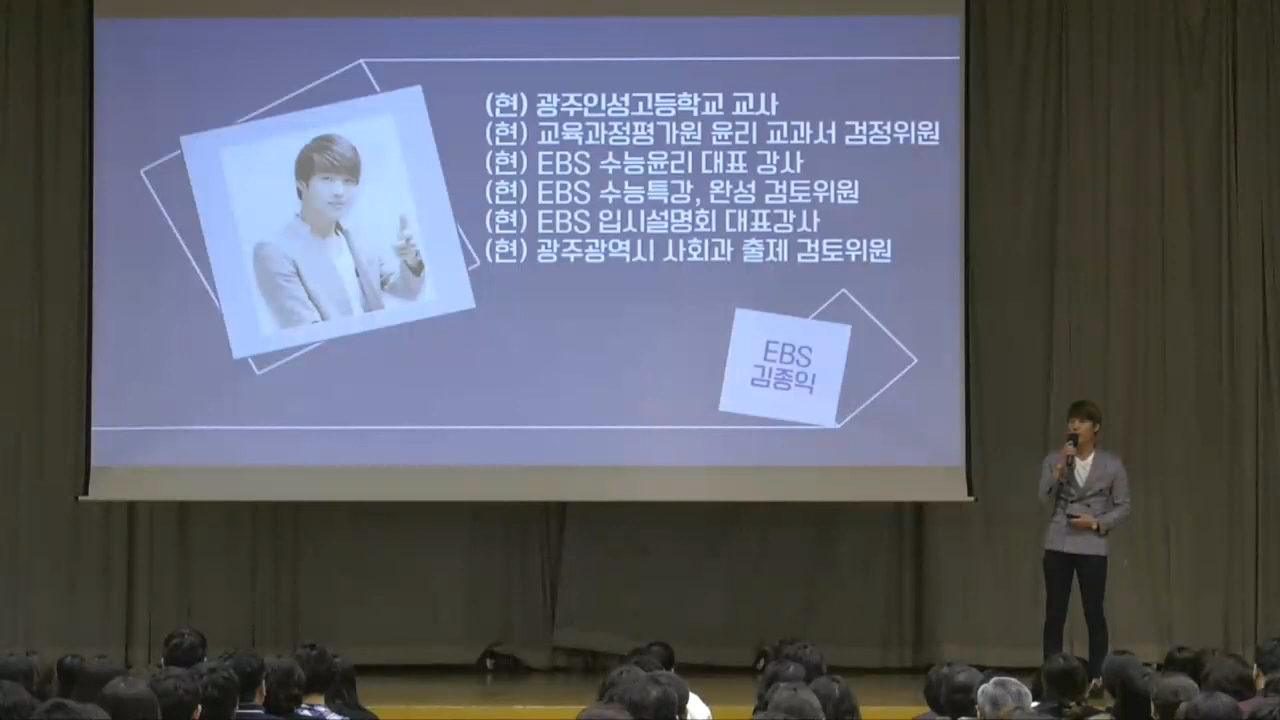 (현) 광주인성고등학교 교사
(현) 교육과정평가원 윤리 교과서 검정위원
(현) EBS 수능윤리 대표 강사
(현) EBS 수능특강, 완성 검토위원
(현) EBS 입시설명회 대표강사
(현) 광주광역시 사회과 출제 검토위원
EBS
김종익